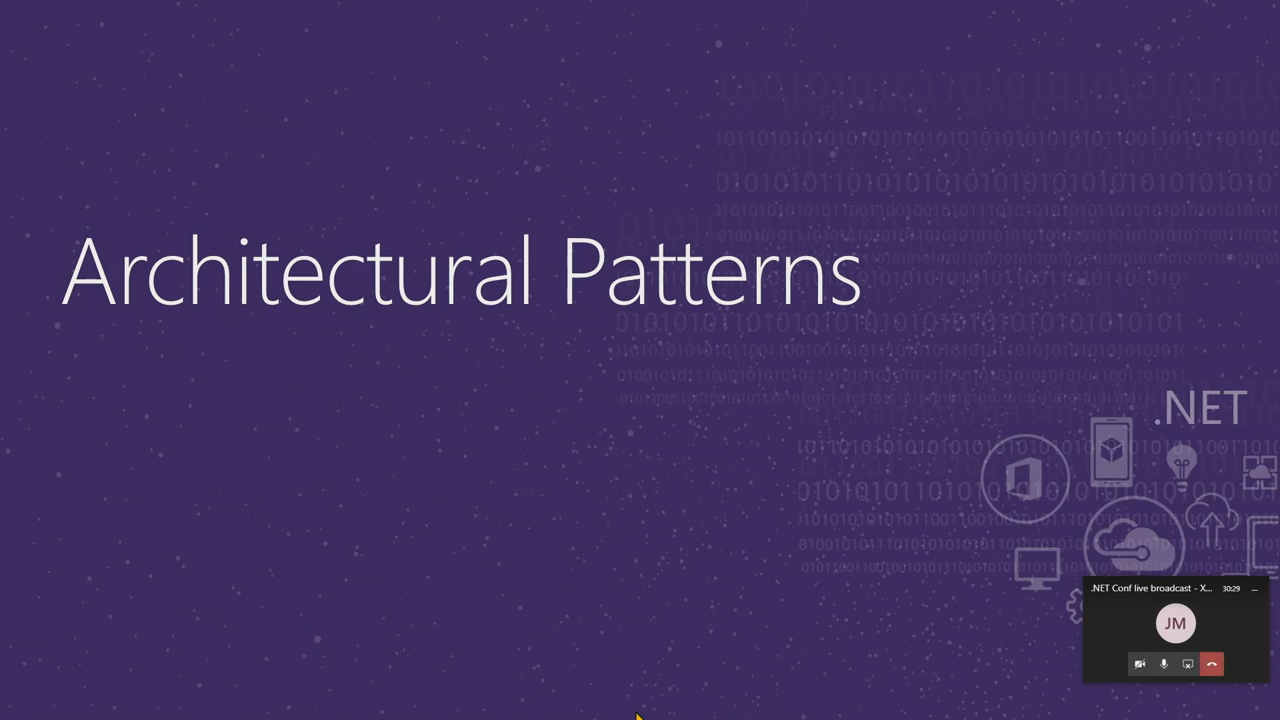 Architectural Patterns
.NET
.NET Conf live broadcast - X... 30:29
JM